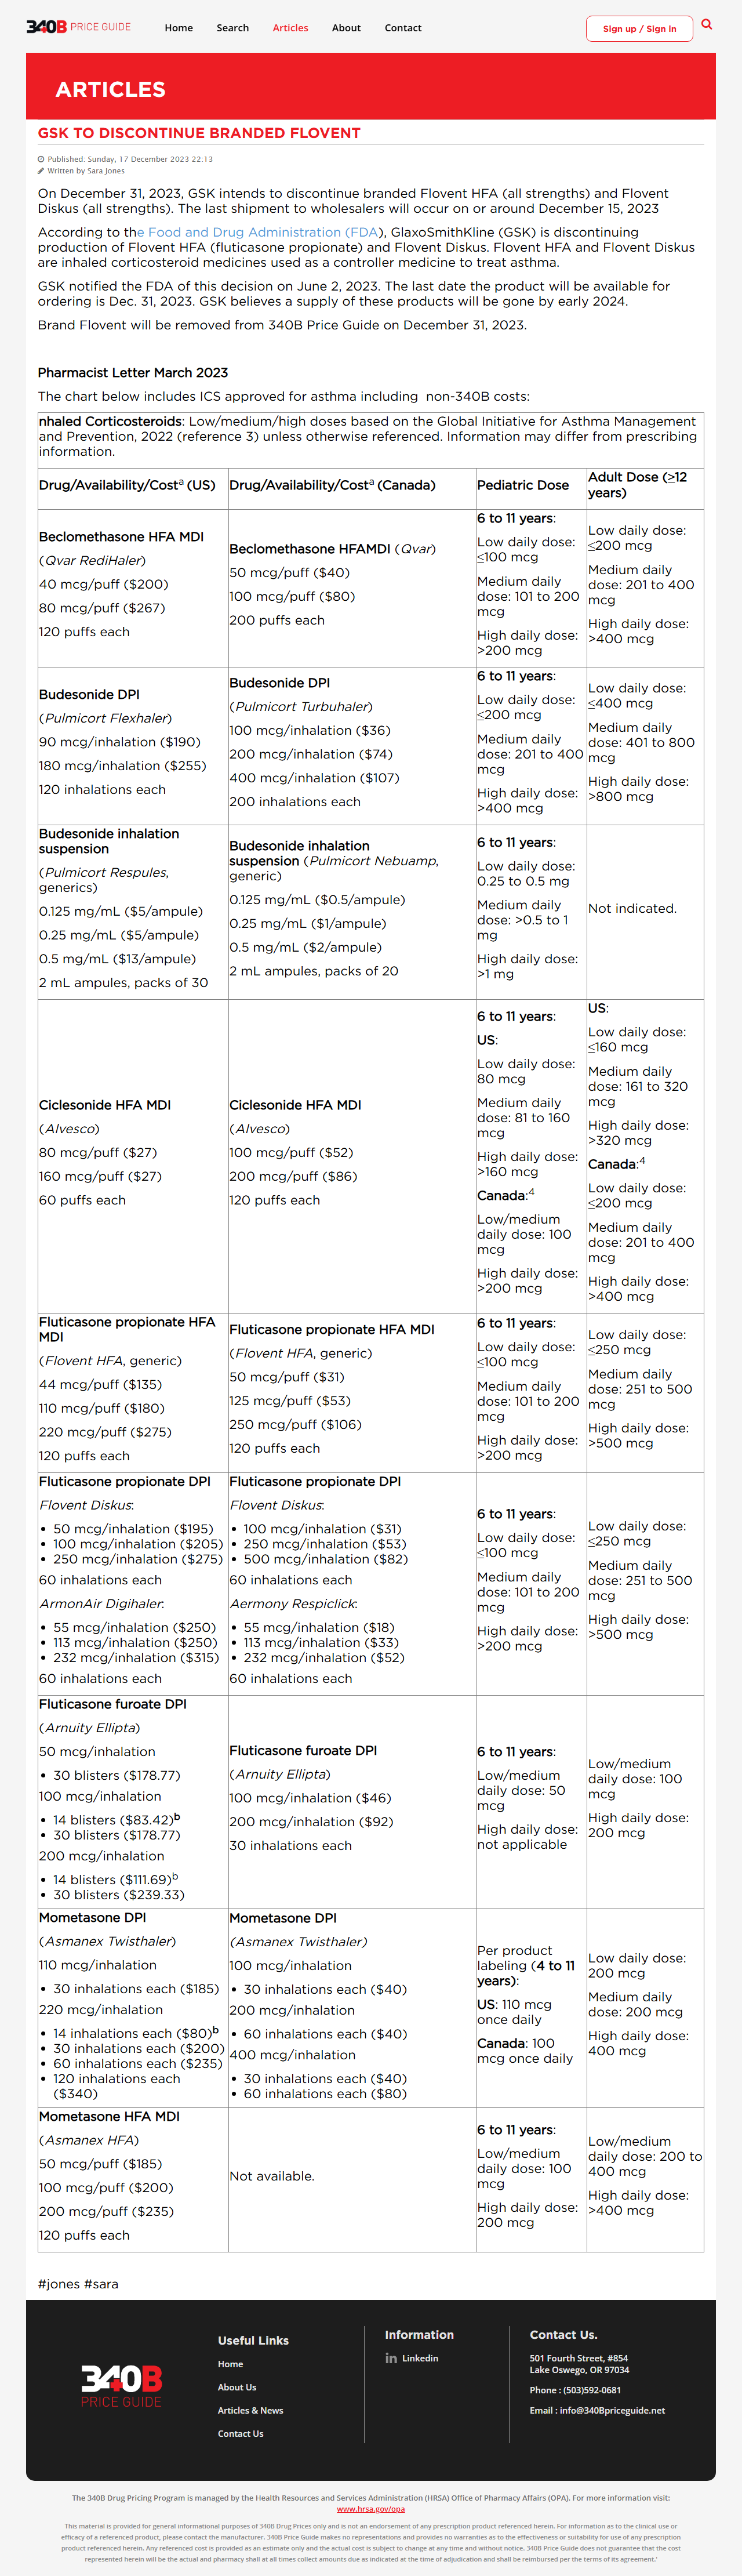 340B PRICE GUIDE
Home
Search
Articles
About
Contact
Sign up / Sign in
ARTICLES
GSK TO DISCONTINUE BRANDED FLOVENT
Published: Sunday, 17 December 2023 22:13
Written by Sara Jones
On December 31, 2023, GSK intends to discontinue branded Flovent HFA (all strengths) and Flovent
Diskus (all strengths). The last shipment to wholesalers will occur on or around December 15, 2023
According to the Food and Drug Administration (FDA), GlaxoSmithKline (GSK) is discontinuing
production of Flovent HFA (fluticasone propionate) and Flovent Diskus. Flovent HFA and Flovent Diskus
are inhaled corticosteroid medicines used as a controller medicine to treat asthma.
GSK notified the FDA of this decision on June 2, 2023. The last date the product will be available for
ordering is Dec. 31, 2023. GSK believes a supply of these products will be gone by early 2024.
Brand Flovent will be removed from 340B Price Guide on December 31, 2023.
Pharmacist Letter March 2023
The chart below includes ICS approved for asthma including non-340B costs:
nhaled Corticosteroids: Low/medium/high doses based on the Global Initiative for Asthma Management
and Prevention, 2022 (reference 3) unless otherwise referenced. Information may differ from prescribing
information.
Drug/Availability/Costa (US)
Drug/Availability/Costa (Canada)
Pediatric Dose
Adult Dose (≥12
years)
Beclomethasone HFA MDI
(Qvar RediHaler)
40 mcg/puff ($200)
80 mcg/puff ($267)
120 puffs each
Beclomethasone HFAMDI (Qvar)
50 mcg/puff ($40)
100 mcg/puff ($80)
200 puffs each
6 to 11 years:
Low daily dose:
≤100 mcg
Medium daily
dose: 101 to 200
mcg
High daily dose:
>200 mcg
Low daily dose:
≤200 mcg
Medium daily
dose: 201 to 400
mcg
High daily dose:
>400 mcg
Budesonide DPI
(Pulmicort Flexhaler)
90 mcg/inhalation ($190)
180 mcg/inhalation ($255)
120 inhalations each
Budesonide DPI
(Pulmicort Turbuhaler)
100 mcg/inhalation ($36)
200 mcg/inhalation ($74)
400 mcg/inhalation ($107)
200 inhalations each
6 to 11 years:
Low daily dose:
≤200 mcg
Medium daily
dose: 201 to 400
mcg
High daily dose:
>400 mcg
Low daily dose:
≤400 mcg
Medium daily
dose: 401 to 800
mcg
High daily dose:
>800 mcg
Budesonide inhalation
suspension
(Pulmicort Respules,
generics)
0.125 mg/mL ($5/ampule)
0.25 mg/mL ($5/ampule)
0.5 mg/mL ($13/ampule)
2 mL ampules, packs of 30
Budesonide inhalation
suspension (Pulmicort Nebuamp,
generic)
0.125 mg/mL ($0.5/ampule)
0.25 mg/mL ($1/ampule)
0.5 mg/mL ($2/ampule)
2 mL ampules, packs of 20
6 to 11 years:
Low daily dose:
0.25 to 0.5 mg
Medium daily
dose: >0.5 to 1
mg
High daily dose:
>1 mg
Not indicated.
Ciclesonide HFA MDI
(Alvesco)
80 mcg/puff ($27)
160 mcg/puff ($27)
60 puffs each
Ciclesonide HFA MDI
(Alvesco)
100 mcg/puff ($52)
200 mcg/puff ($86)
120 puffs each
6 to 11 years:
US:
Low daily dose:
80 mcg
Medium daily
dose: 81 to 160
mcg
High daily dose:
>160 mcg
Canada:4
Low/medium
daily dose: 100
mcg
High daily dose:
>200 mcg
US:
Low daily dose:
≤160 mcg
Medium daily
dose: 161 to 320
mcg
High daily dose:
>320 mcg
Canada:4
Low daily dose:
≤200 mcg
Medium daily
dose: 201 to 400
mcg
High daily dose:
>400 mcg
Fluticasone propionate HFA
MDI
(Flovent HFA, generic)
44 mcg/puff ($135)
110 mcg/puff ($180)
220 mcg/puff ($275)
120 puffs each
Fluticasone propionate HFA MDI
(Flovent HFA, generic)
50 mcg/puff ($31)
125 mcg/puff ($53)
250 mcg/puff ($106)
120 puffs each
6 to 11 years:
Low daily dose:
≤100 mcg
Medium daily
dose: 101 to 200
mcg
High daily dose:
>200 mcg
Low daily dose:
≤250 mcg
Medium daily
dose: 251 to 500
mcg
High daily dose:
>500 mcg
Fluticasone propionate DPI
Flovent Diskus:
• 50 mcg/inhalation ($195)
• 100 mcg/inhalation ($205)
• 250 mcg/inhalation ($275)
60 inhalations each
ArmonAir Digihaler:
• 55 mcg/inhalation ($250)
• 113 mcg/inhalation ($250)
• 232 mcg/inhalation ($315)
60 inhalations each
Fluticasone propionate DPI
Flovent Diskus:
• 100 mcg/inhalation ($31)
• 250 mcg/inhalation ($53)
• 500 mcg/inhalation ($82)
60 inhalations each
Aermony Respiclick:
• 55 mcg/inhalation ($18)
• 113 mcg/inhalation ($33)
• 232 mcg/inhalation ($52)
60 inhalations each
6 to 11 years:
Low daily dose:
≤100 mcg
Medium daily
dose: 101 to 200
mcg
High daily dose:
>200 mcg
Low daily dose:
≤250 mcg
Medium daily
dose: 251 to 500
mcg
High daily dose:
>500 mcg
Fluticasone furoate DPI
(Arnuity Ellipta)
50 mcg/inhalation
• 30 blisters ($178.77)
100 mcg/inhalation
• 14 blisters ($83.42)b
• 30 blisters ($178.77)
200 mcg/inhalation
• 14 blisters ($111.69)b
• 30 blisters ($239.33)
Fluticasone furoate DPI
(Arnuity Ellipta)
100 mcg/inhalation ($46)
200 mcg/inhalation ($92)
30 inhalations each
6 to 11 years:
Low/medium
daily dose: 50
mcg
High daily dose:
not applicable
Low/medium
daily dose: 100
mcg
High daily dose:
200 mcg
Mometasone DPI
(Asmanex Twisthaler)
110 mcg/inhalation
• 30 inhalations each ($185)
220 mcg/inhalation
• 14 inhalations each ($80)b
• 30 inhalations each ($200)
• 60 inhalations each ($235)
• 120 inhalations each
($340)
Mometasone DPI
(Asmanex Twisthaler)
100 mcg/inhalation
• 30 inhalations each ($40)
200 mcg/inhalation
• 60 inhalations each ($40)
400 mcg/inhalation
• 30 inhalations each ($40)
• 60 inhalations each ($80)
Per product
labeling (4 to 11
years):
US: 110 mcg
once daily
Canada: 100
mcg once daily
Low daily dose:
200 mcg
Medium daily
dose: 200 mcg
High daily dose:
400 mcg
Mometasone HFA MDI
(Asmanex HFA)
50 mcg/puff ($185)
100 mcg/puff ($200)
200 mcg/puff ($235)
120 puffs each
Not available.
6 to 11 years:
Low/medium
daily dose: 100
mcg
High daily dose:
200 mcg
Low/medium
daily dose: 200 to
400 mcg
High daily dose:
>400 mcg
#jones #sara
340B
PRICE GUIDE
Useful Links
Home
About Us
Articles & News
Contact Us
Information
Linkedin
Contact Us.
501 Fourth Street, #854
Lake Oswego, OR 97034
Phone : (503)592-0681
Email : info@340Bpriceguide.net
The 340B Drug Pricing Program is managed by the Health Resources and Services Administration (HRSA) Office of Pharmacy Affairs (OPA). For more information visit:
www.hrsa.gov/opa
This material is provided for general informational purposes of 340B Drug Prices only and is not an endorsement of any prescription product referenced herein. For information as to the clinical use or
efficacy of a referenced product, please contact the manufacturer. 340B Price Guide makes no representations and provides no warranties as to the effectiveness or suitability for use of any prescription
product referenced herein. Any referenced cost is provided as an estimate only and the actual cost is subject to change at any time and without notice. 340B Price Guide does not guarantee that the cost
represented herein will be the actual and pharmacy shall at all times collect amounts due as indicated at the time of adjudication and shall be reimbursed per the terms of its agreement.'